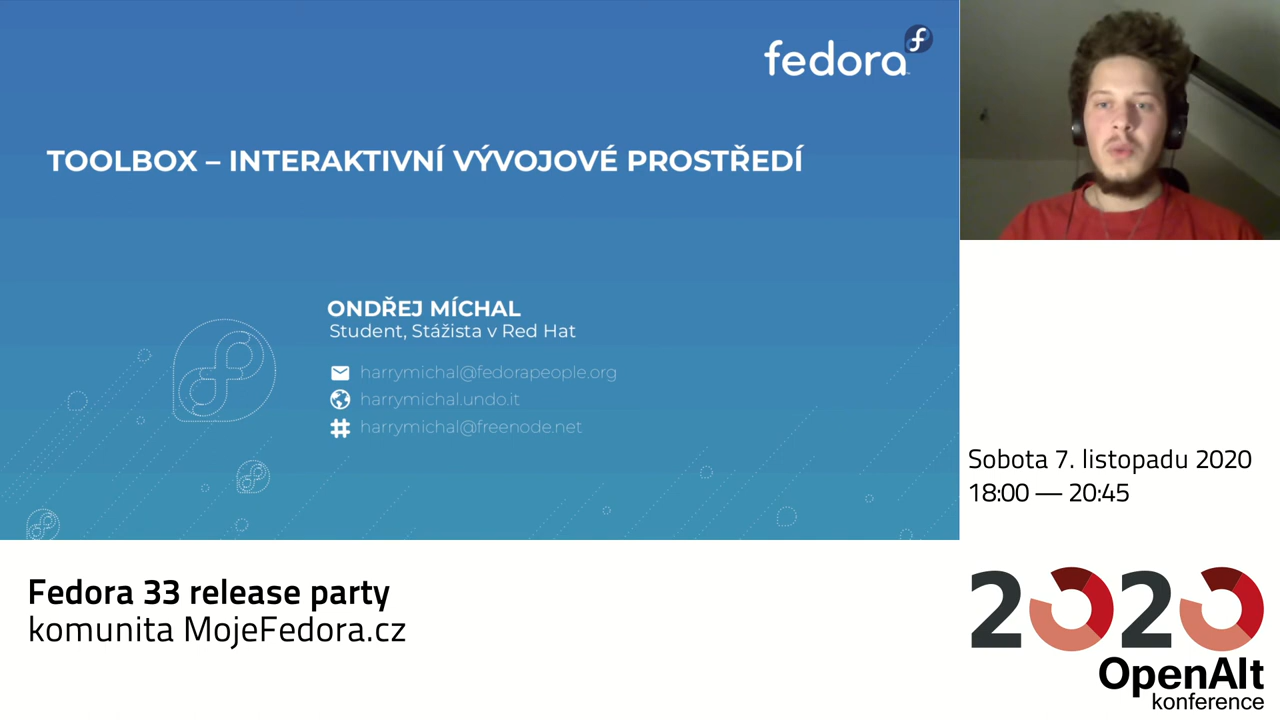 fedora
TOOLBOX – INTERAKTIVNÍ VÝVOJOVÉ PROSTŘEDÍ
ONDŘEJ MÍCHAL
Student, Stážista v Red Hat
harrymichal@fedorapeople.org
harrymichal.undo.it
harrymichal@freenode.net
Sobota 7. listopadu 2020
18:00 — 20:45
Fedora 33 release party
komunita MojeFedora.cz
2020
OpenAlt
konference